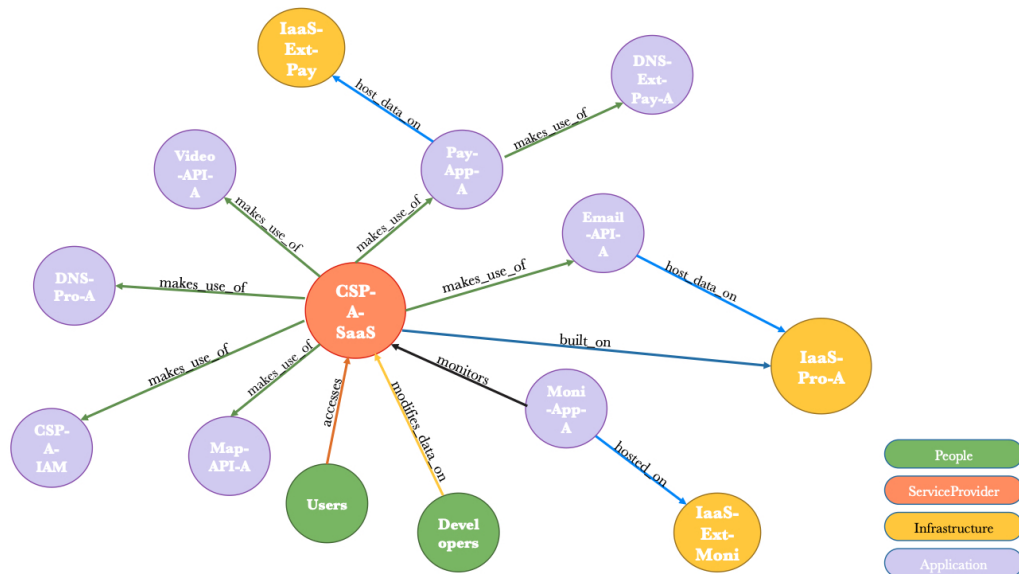 IaaS-
Ext-
Pay
DNS-
Ext-
Pay-A
host_data_on
makes_use_of
Video
-API-
A
Pay-
App-
A
makes_use_of
makes_use_of
Email
-API-
A
DNS-
Pro-A
makes_use_of
CSP-
A-
SaaS
makes_use_of
host_data_on
built_on
IaaS-
Pro-A
makes_use_of
makes_use_of
monitors
accesses
modifies_data_on
Moni
-App-
A
CSP-
A-
IAM
Map-
API-A
hosted_on
Users
Devel
opers
IaaS-
Ext-
Moni
People
ServiceProvider
Infrastructure
Application